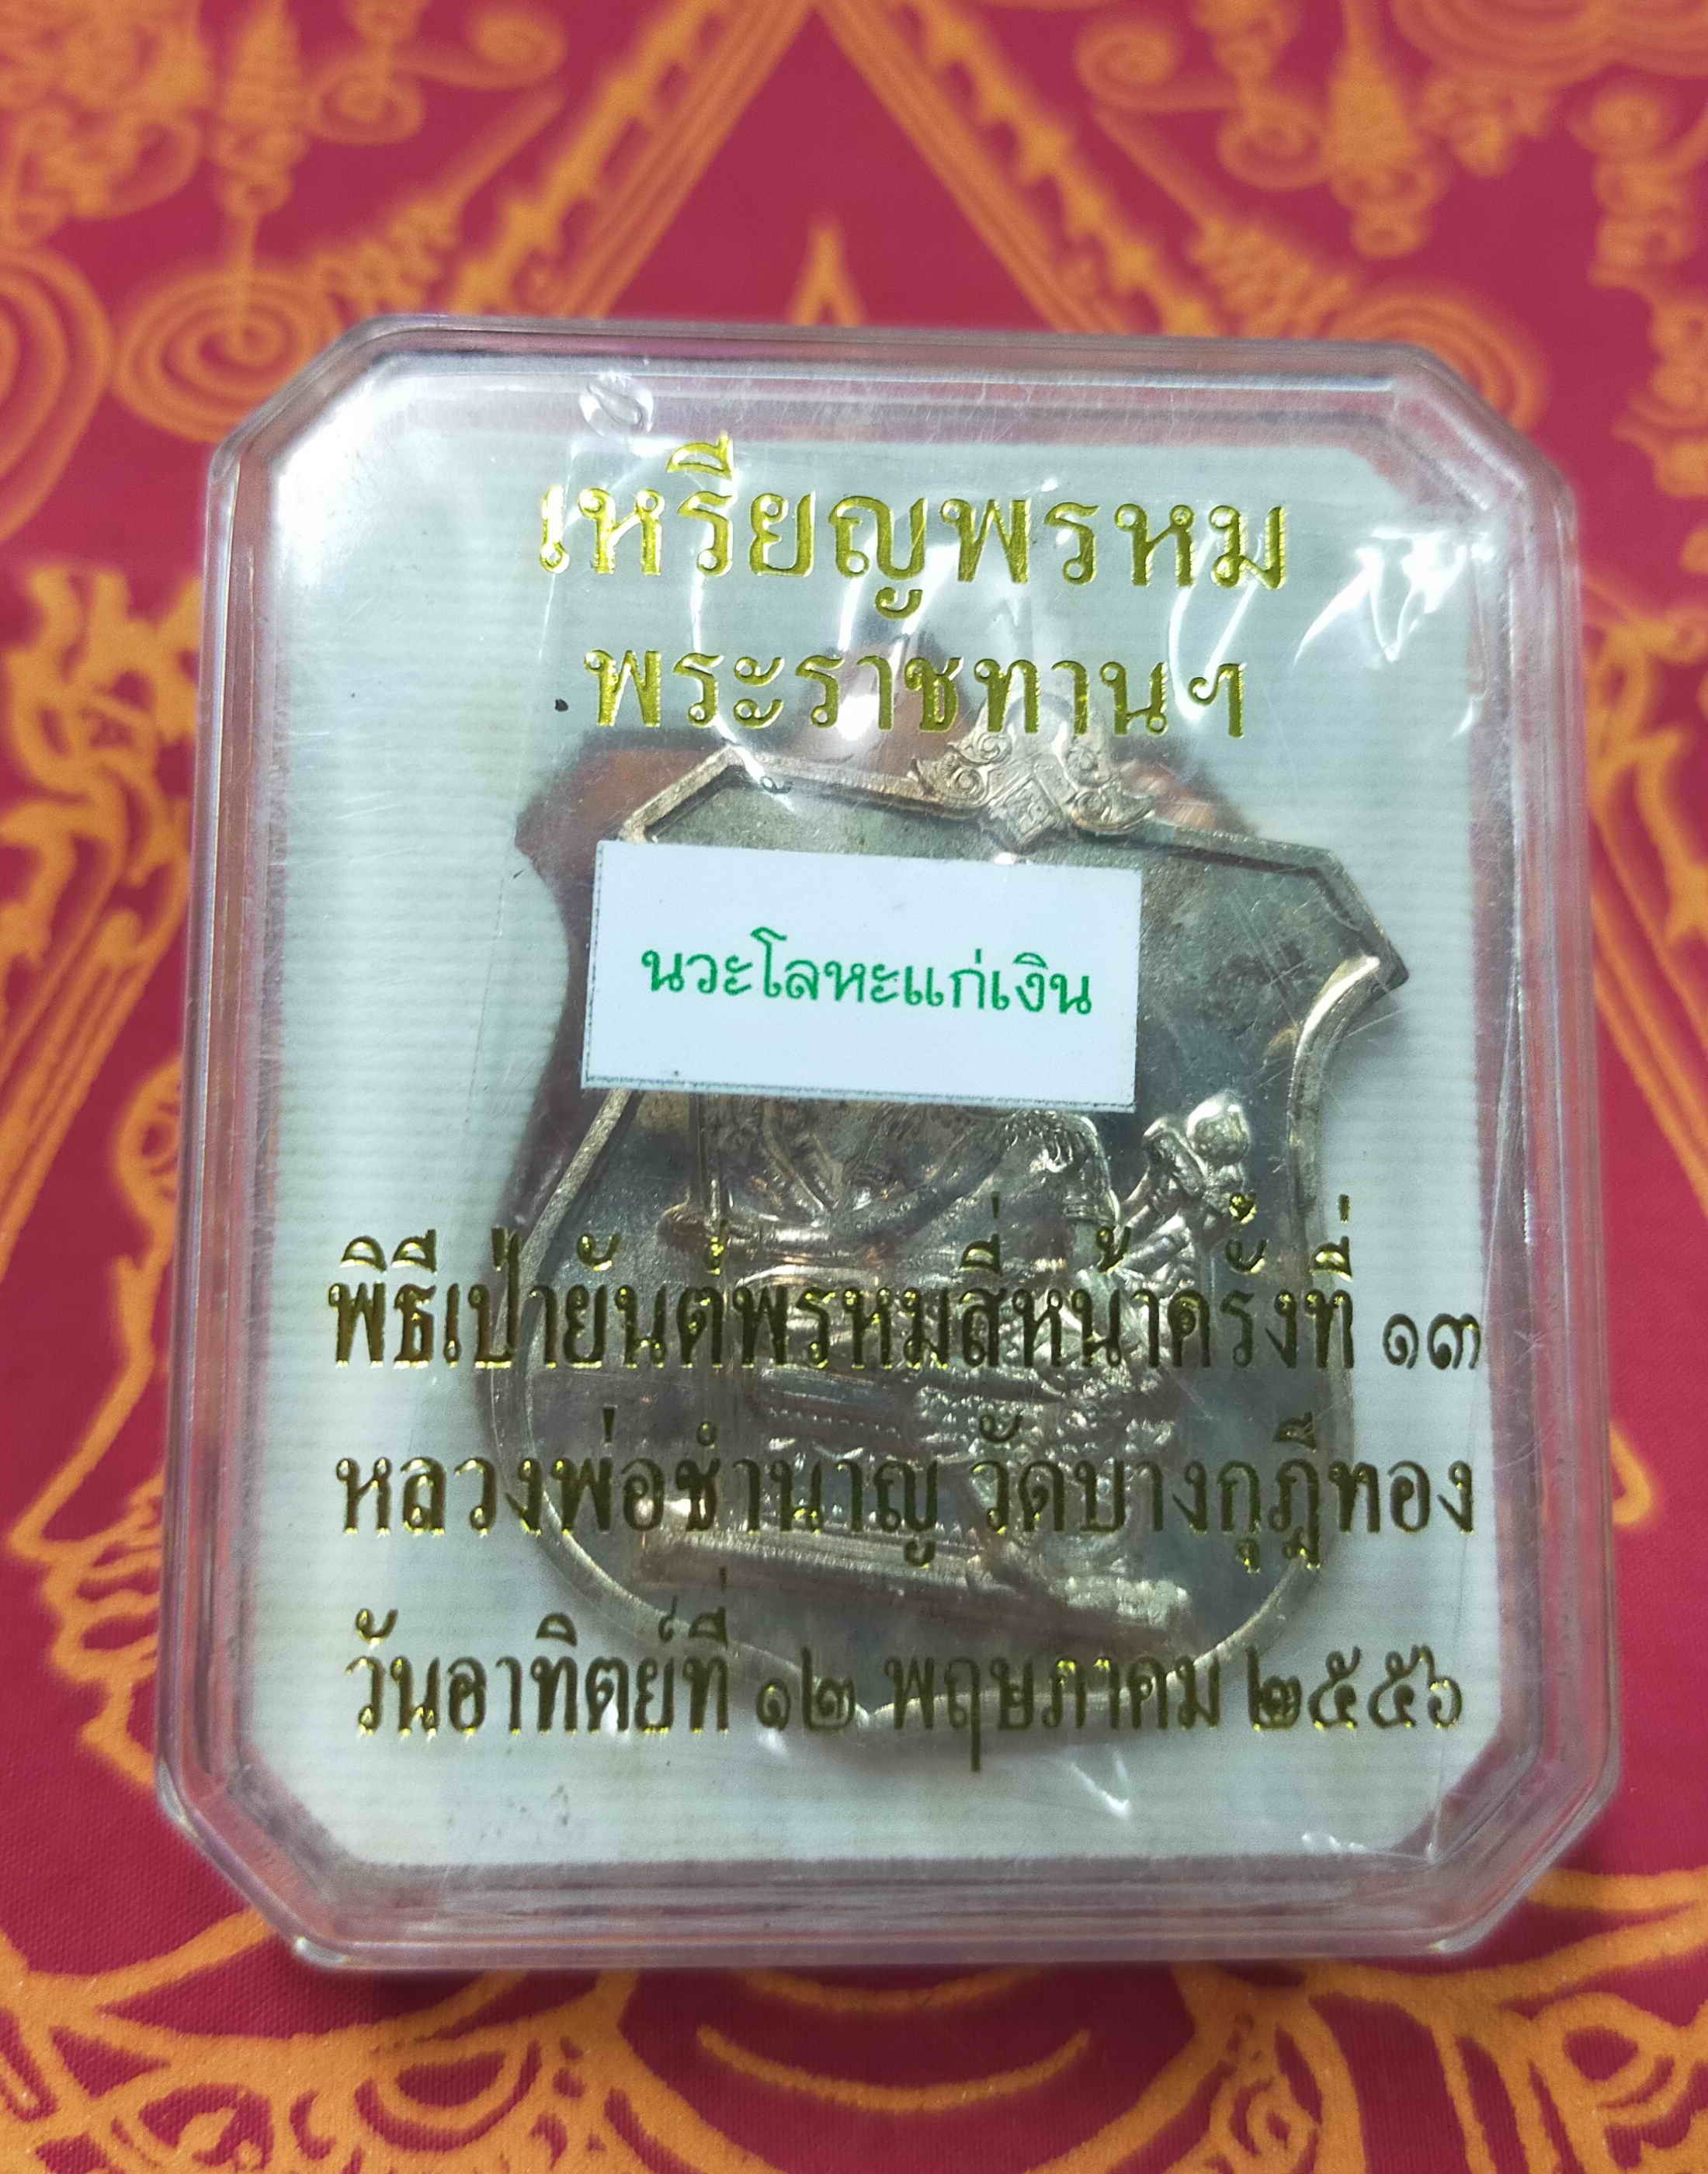 เหรียญพรหม
พระราชทานฯ
นวะโลหะแก่เงิน
พิธีเป่ายันต์พรหมสี่หน้าครั้งที่ ๑๓
หลวงพ่อชำนาญ วัดบางกุฎีทอง
วันอาทิตย์ที่ ๑๒ พฤษภาคม ๒๕๕๖